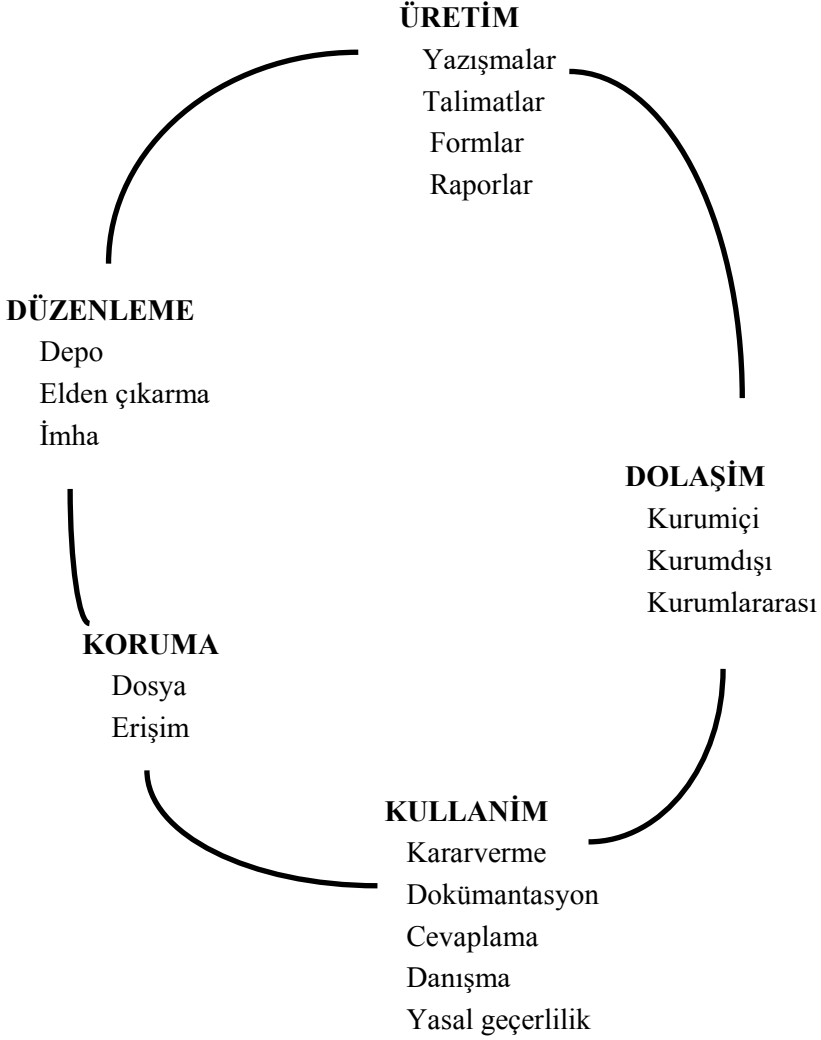 ÜRETİM
Yazışmalar
Talimatlar
Formlar
Raporlar
DOLAŞİM
Kurumiçi
Kurumdışı
Kurumlararası
KULLANİM
Kararverme
Dokümantasyon
Cevaplama
Danışma
Yasal geçerlilik
KORUMA
Dosya
Erişim
DÜZENLEME
Depo
Elden çıkarma
İmha